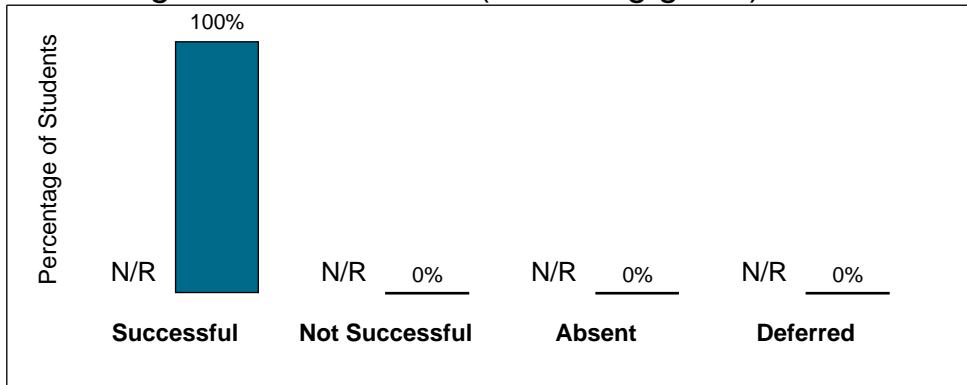 100%
Percentage of Students
N/R
N/R 0%
N/R 0%
N/R 0%
Successful Not Successful Absent Deferred